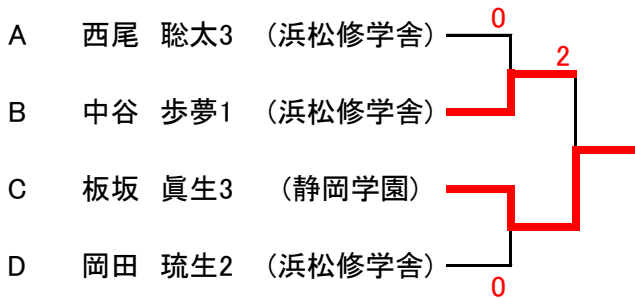 0
A 西尾 聡太3 (浜松修学舎)
2
B 中谷 歩夢1 (浜松修学舎)
C 板坂 眞生3 (静岡学園)
D 岡田 琉生2 (浜松修学舎)
0